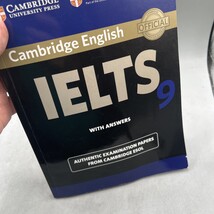 CAMBRIDGE
UNIVERSITY PRESS
Cambridge English
OFFICIAL
IELTS 9
WITH ANSWERS
AUTHENTIC EXAMINATION PAPERS
FROM CAMBRIDGE ESOL